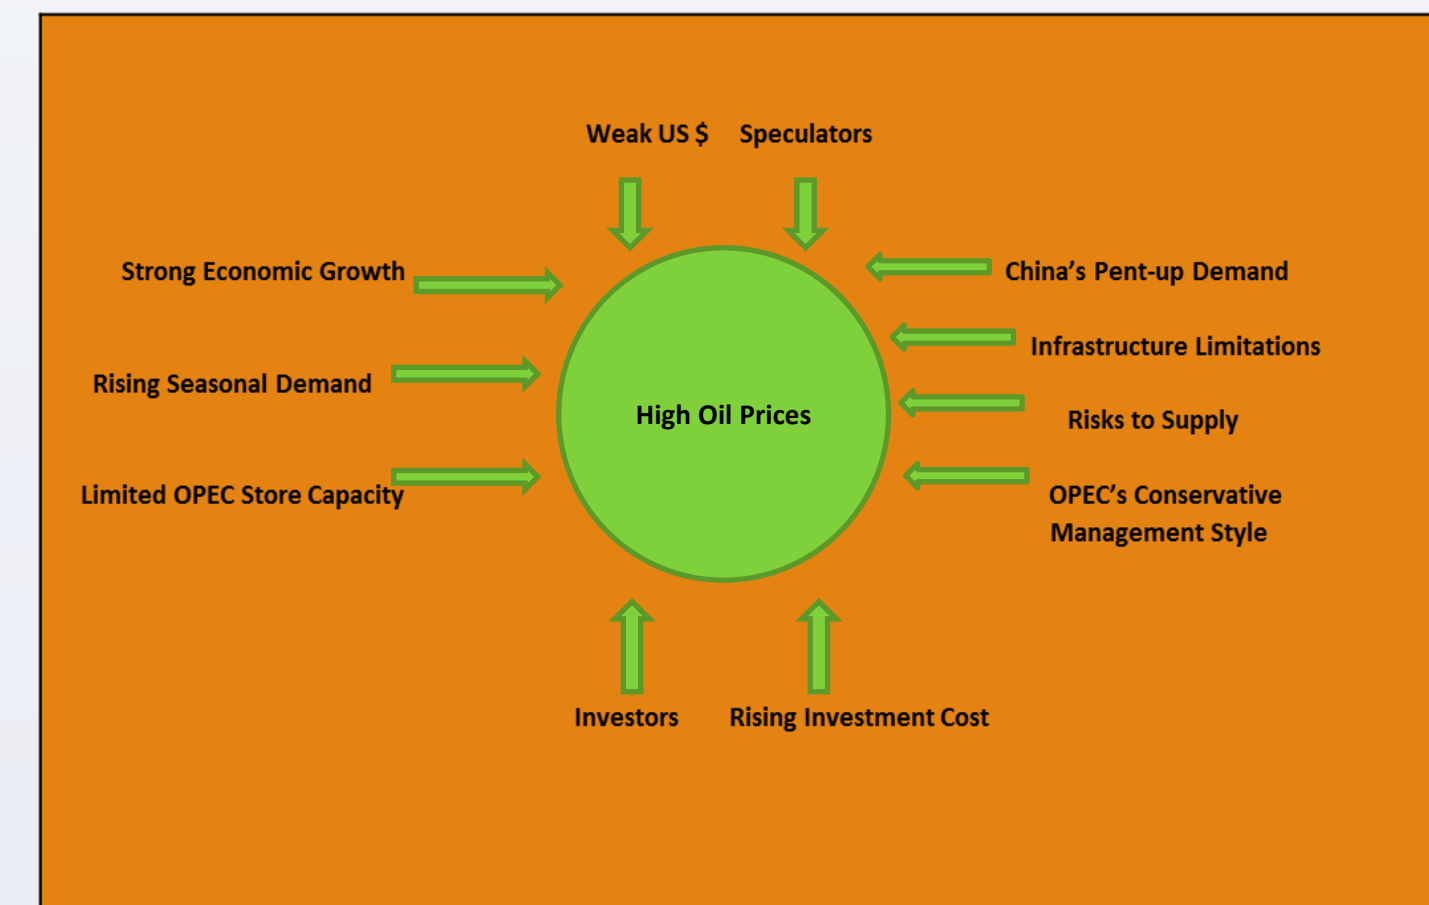 Weak US $ Speculators
Strong Economic Growth
China's Pent-up Demand
Infrastructure Limitations
Rising Seasonal Demand
High Oil Prices
Risks to Supply
Limited OPEC Store Capacity
OPEC's Conservative
Management Style
Investors Rising Investment Cost